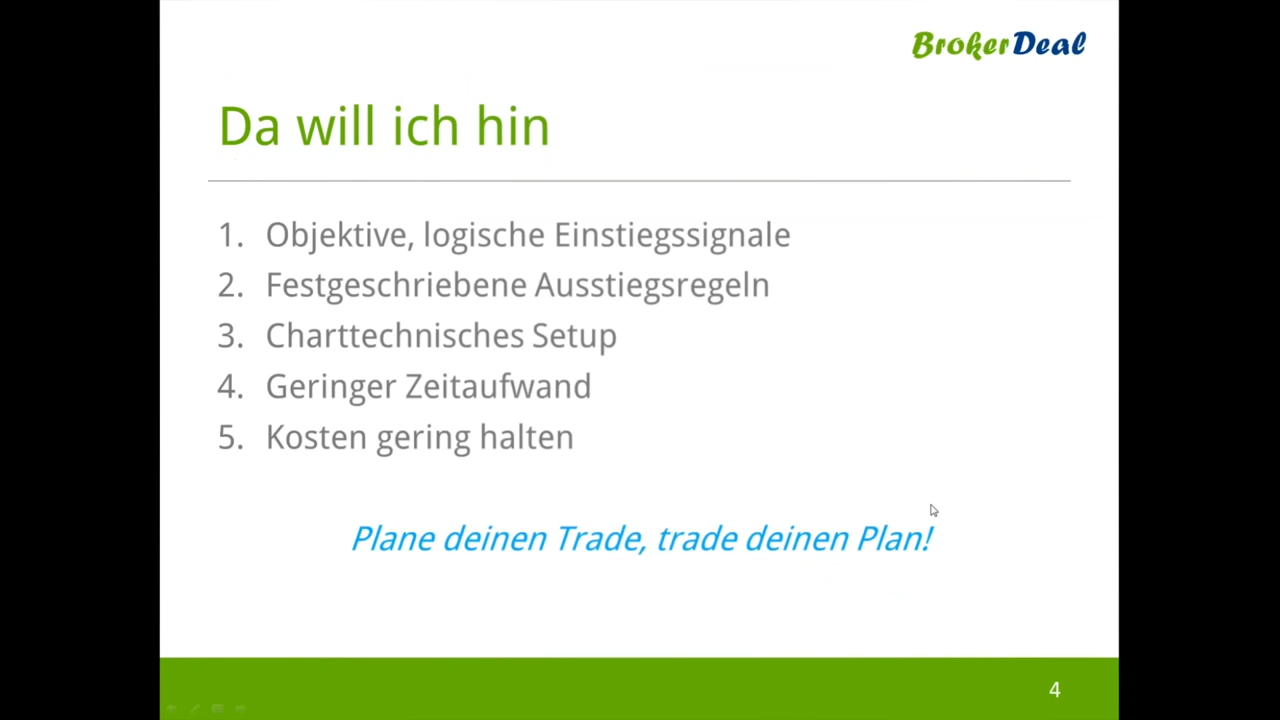 BrokerDeal
Da will ich hin
1. Objektive, logische Einstiegssignale
2. Festgeschriebene Ausstiegsregeln
3. Charttechnisches Setup
4. Geringer Zeitaufwand
5. Kosten gering halten
Plane deinen Trade, trade deinen Plan!
4